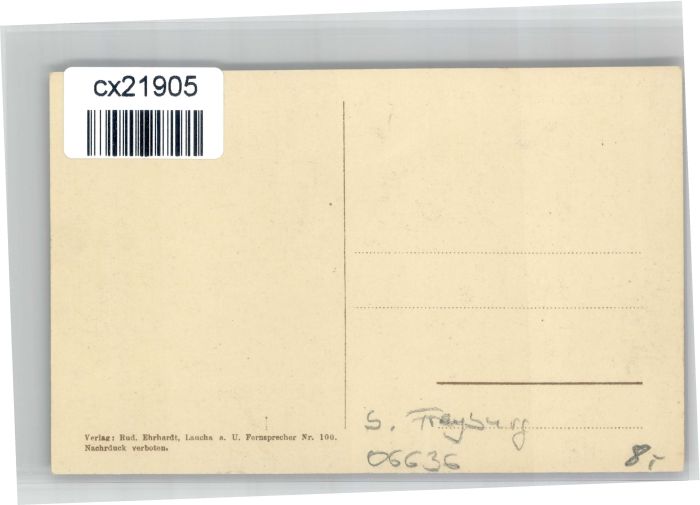 cx21905
Verlag: Rud. Ehrhardt, Laucha a. U. Fernsprecher Nr. 100.
Nachdruck verboten.
b. Freyburg
06636
8,-